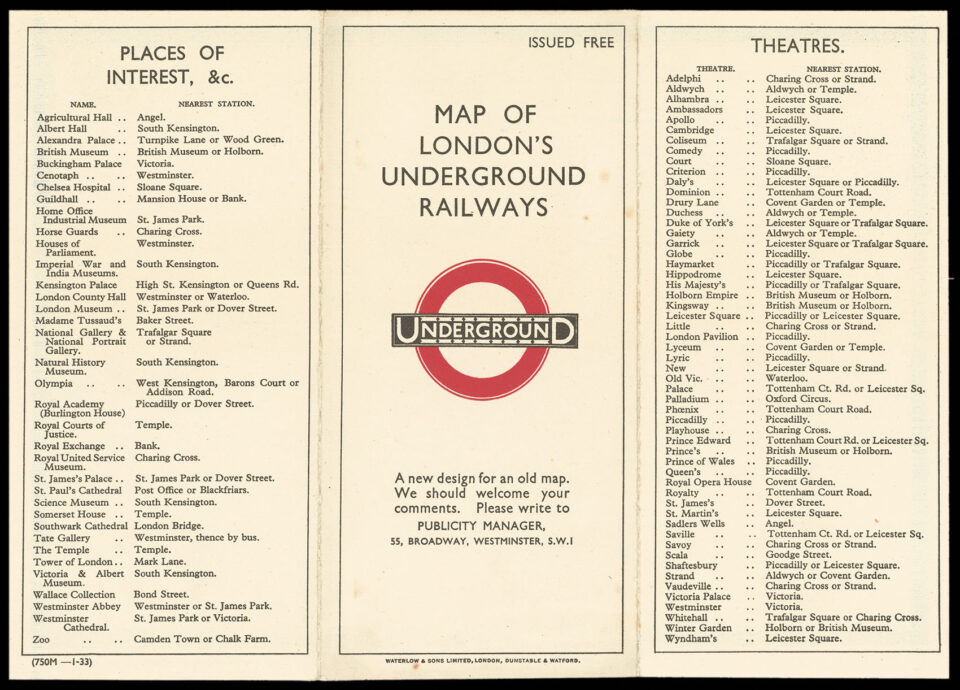 PLACES OF
INTEREST, &c.
NAME. NEAREST STATION.
Agricultural Hall .. Angel.
Albert Hall .. South Kensington.
Alexandra Palace .. Turnpike Lane or Wood Green.
British Museum .. British Museum or Holborn.
Buckingham Palace Victoria.
Cenotaph .. .. Westminster.
Chelsea Hospital .. Sloane Square.
Guildhall .. .. Mansion House or Bank.
Home Office
Industrial Museum St. James Park.
Horse Guards .. Charing Cross.
Houses of Westminster.
Parliament.
Imperial War and South Kensington.
India Museums.
Kensington Palace High St. Kensington or Queens Rd.
London County Hall Westminster or Waterloo.
London Museum .. St. James Park or Dover Street.
Madame Tussaud's Baker Street.
National Gallery & Trafalgar Square
National Portrait or Strand.
Gallery.
Natural History South Kensington.
Museum.
Olympia .. .. West Kensington, Barons Court or
Addison Road.
Royal Academy Piccadilly or Dover Street.
(Burlington House)
Royal Courts of Temple.
Justice.
Royal Exchange .. Bank.
Royal United Service Charing Cross.
Museum.
St. James's Palace .. St. James Park or Dover Street.
St. Paul's Cathedral Post Office or Blackfriars.
Science Museum .. South Kensington.
Somerset House .. Temple.
Southwark Cathedral London Bridge.
Tate Gallery .. Westminster, thence by bus.
The Temple .. Temple.
Tower of London .. Mark Lane.
Victoria & Albert South Kensington.
Museum.
Wallace Collection Bond Street.
Westminster Abbey Westminster or St. James Park.
Westminster St. James Park or Victoria.
Cathedral.
Zoo .. .. Camden Town or Chalk Farm.
(750M —1-33)
ISSUED FREE
MAP OF
LONDON'S
UNDERGROUND
RAILWAYS
UNDERGROUND
A new design for an old map.
We should welcome your
comments. Please write to
PUBLICITY MANAGER,
55, BROADWAY, WESTMINSTER, S.W.1
WATERLOW & SONS LIMITED, LONDON, DUNSTABLE & WATFORD.
THEATRES.
THEATRE. NEAREST STATION.
Adelphi .. .. Charing Cross or Strand.
Aldwych .. .. Aldwych or Temple.
Alhambra .. .. Leicester Square.
Ambassadors .. Leicester Square.
Apollo .. .. Piccadilly.
Cambridge .. Leicester Square.
Coliseum .. .. Trafalgar Square or Strand.
Comedy .. .. Piccadilly.
Court .. .. Sloane Square.
Criterion .. .. Piccadilly.
Daly's .. .. Leicester Square or Piccadilly.
Dominion .. .. Tottenham Court Road.
Drury Lane .. Covent Garden or Temple.
Duchess .. .. Aldwych or Temple.
Duke of York's .. Leicester Square or Trafalgar Square.
Gaiety .. .. Aldwych or Temple.
Garrick .. .. Leicester Square or Trafalgar Square.
Globe .. .. Piccadilly.
Haymarket .. Piccadilly or Trafalgar Square.
Hippodrome .. Leicester Square.
His Majesty's .. Piccadilly or Trafalgar Square.
Holborn Empire .. British Museum or Holborn.
Kingsway .. .. British Museum or Holborn.
Leicester Square .. Piccadilly or Leicester Square.
Little .. .. Charing Cross or Strand.
London Pavilion .. Piccadilly.
Lyceum .. .. Covent Garden or Temple.
Lyric .. .. Piccadilly.
New .. .. Leicester Square or Strand.
Old Vic. .. .. Waterloo.
Palace .. .. Tottenham Ct. Rd. or Leicester Sq.
Palladium .. .. Oxford Circus.
Phœnix .. .. Tottenham Court Road.
Piccadilly .. .. Piccadilly.
Playhouse .. .. Charing Cross.
Prince Edward .. Tottenham Court Rd. or Leicester Sq.
Prince's .. .. British Museum or Holborn.
Prince of Wales .. Piccadilly.
Queen's .. .. Piccadilly.
Royal Opera House Covent Garden.
Royalty .. .. Tottenham Court Road.
St. James's .. Dover Street.
St. Martin's .. Leicester Square.
Sadlers Wells .. Angel.
Saville .. .. Tottenham Ct. Rd. or Leicester Sq.
Savoy .. .. Charing Cross or Strand.
Scala .. .. Goodge Street.
Shaftesbury .. Piccadilly or Leicester Square.
Strand .. .. Aldwych or Covent Garden.
Vaudeville .. .. Charing Cross or Strand.
Victoria Palace .. Victoria.
Westminster .. Victoria.
Whitehall .. .. Trafalgar Square or Charing Cross.
Winter Garden .. Holborn or British Museum.
Wyndham's .. Leicester Square.